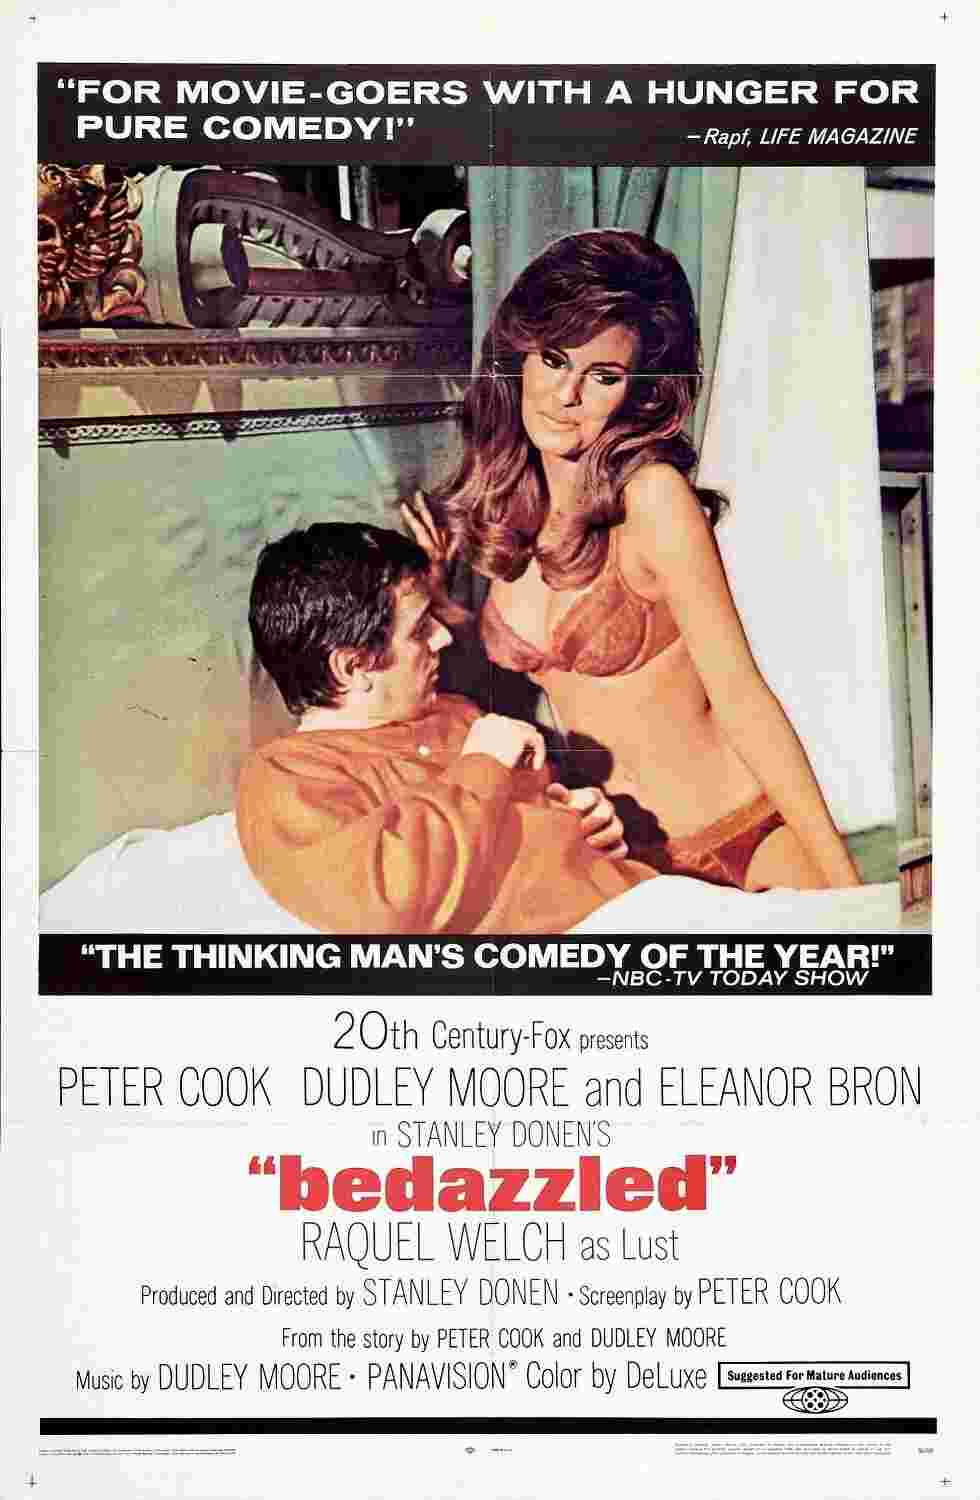 “FOR MOVIE-GOERS WITH A HUNGER FOR
PURE COMEDY!”
–Rapf, LIFE MAGAZINE
“THE THINKING MAN'S COMEDY OF THE YEAR!”
–NBC-TV TODAY SHOW
20th Century-Fox presents
PETER COOK DUDLEY MOORE and ELEANOR BRON
in STANLEY DONEN'S
“bedazzled”
RAQUEL WELCH as Lust
Produced and Directed by STANLEY DONEN · Screenplay by PETER COOK
From the story by PETER COOK and DUDLEY MOORE
Music by DUDLEY MOORE · PANAVISION® Color by DeLuxe
Suggested For Mature Audiences